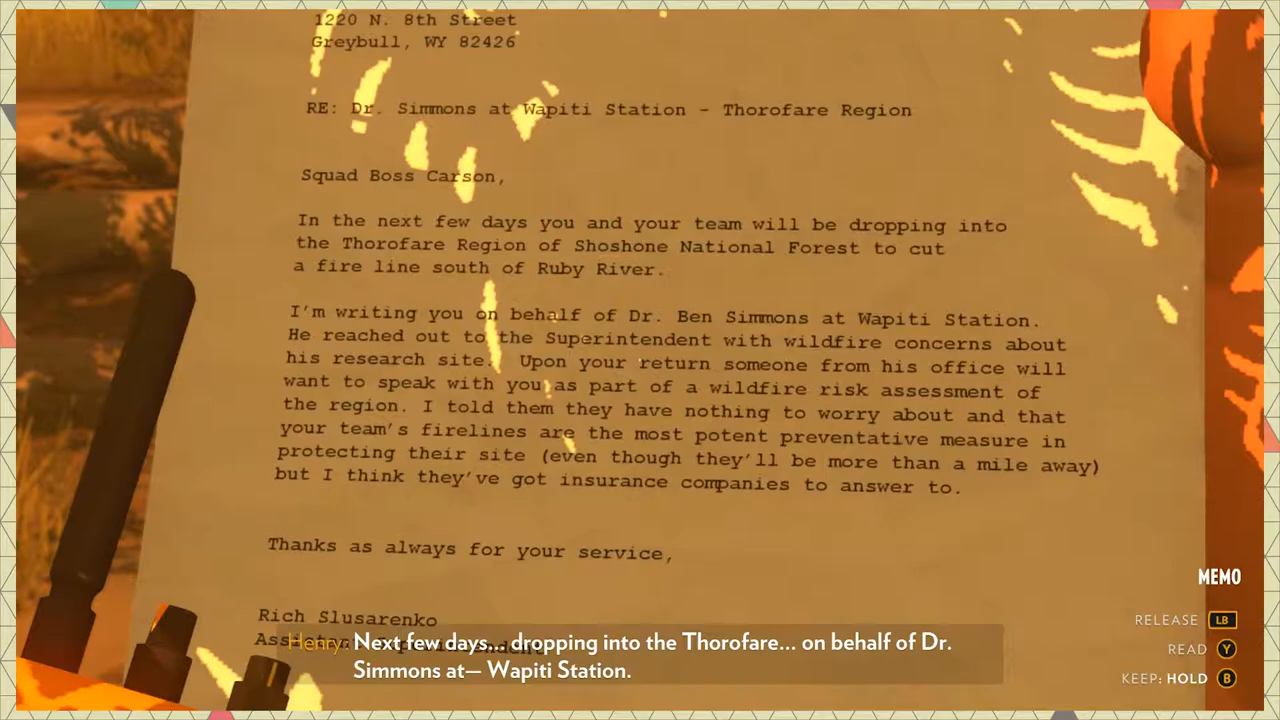 1220 N. 8th Street
Greybull, WY 82426
RE: Dr. Simmons at Wapiti Station - Thorofare Region
Squad Boss Carson,
In the next few days you and your team will be dropping into
the Thorofare Region of Shoshone National Forest to cut
a fire line south of Ruby River.
I'm writing you on behalf of Dr. Ben Simmons at Wapiti Station.
He reached out to the Superintendent with wildfire concerns about
his research site. Upon your return someone from his office will
want to speak with you as part of a wildfire risk assessment of
the region. I told them they have nothing to worry about and that
your team's firelines are the most potent preventative measure in
protecting their site (even though they'll be more than a mile away)
but I think they've got insurance companies to answer to.
Thanks as always for your service,
Rich Slusarenko
Henry: Next few days... dropping into the Thorofare... on behalf of Dr.
Simmons at— Wapiti Station.
MEMO
RELEASE LB
READ Y
KEEP: HOLD B